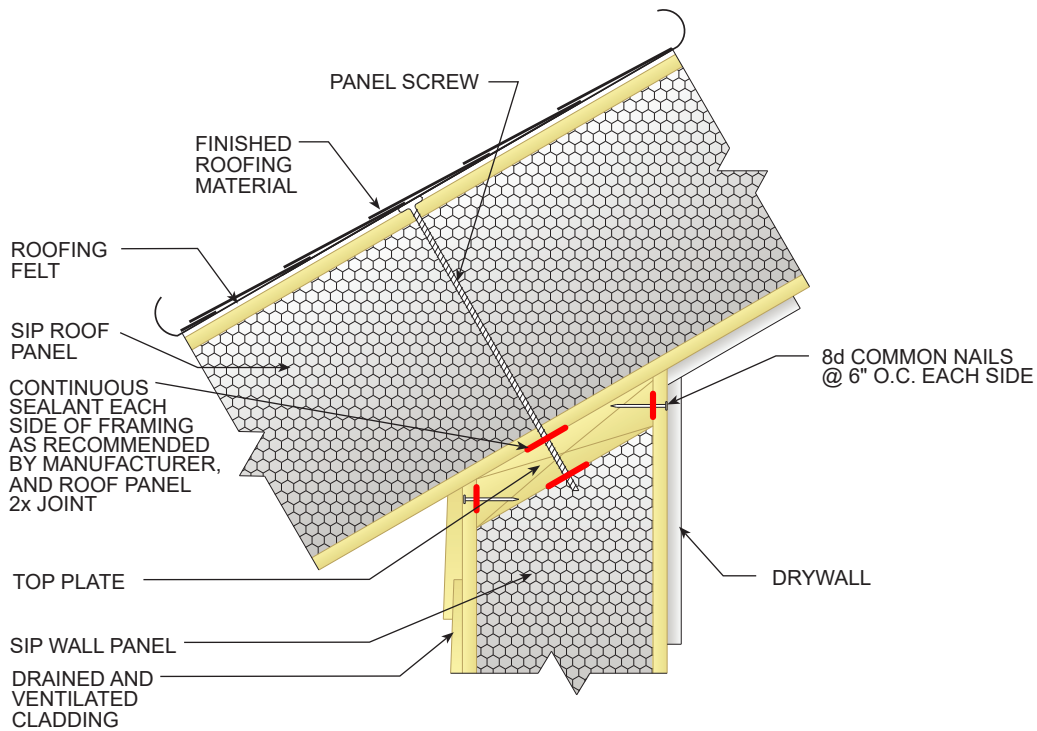 PANEL SCREW
FINISHED
ROOFING
MATERIAL
ROOFING
FELT
SIP ROOF
PANEL
CONTINUOUS
SEALANT EACH
SIDE OF FRAMING
AS RECOMMENDED
BY MANUFACTURER,
AND ROOF PANEL
2x JOINT
8d COMMON NAILS
@ 6" O.C. EACH SIDE
TOP PLATE
DRYWALL
SIP WALL PANEL
DRAINED AND
VENTILATED
CLADDING